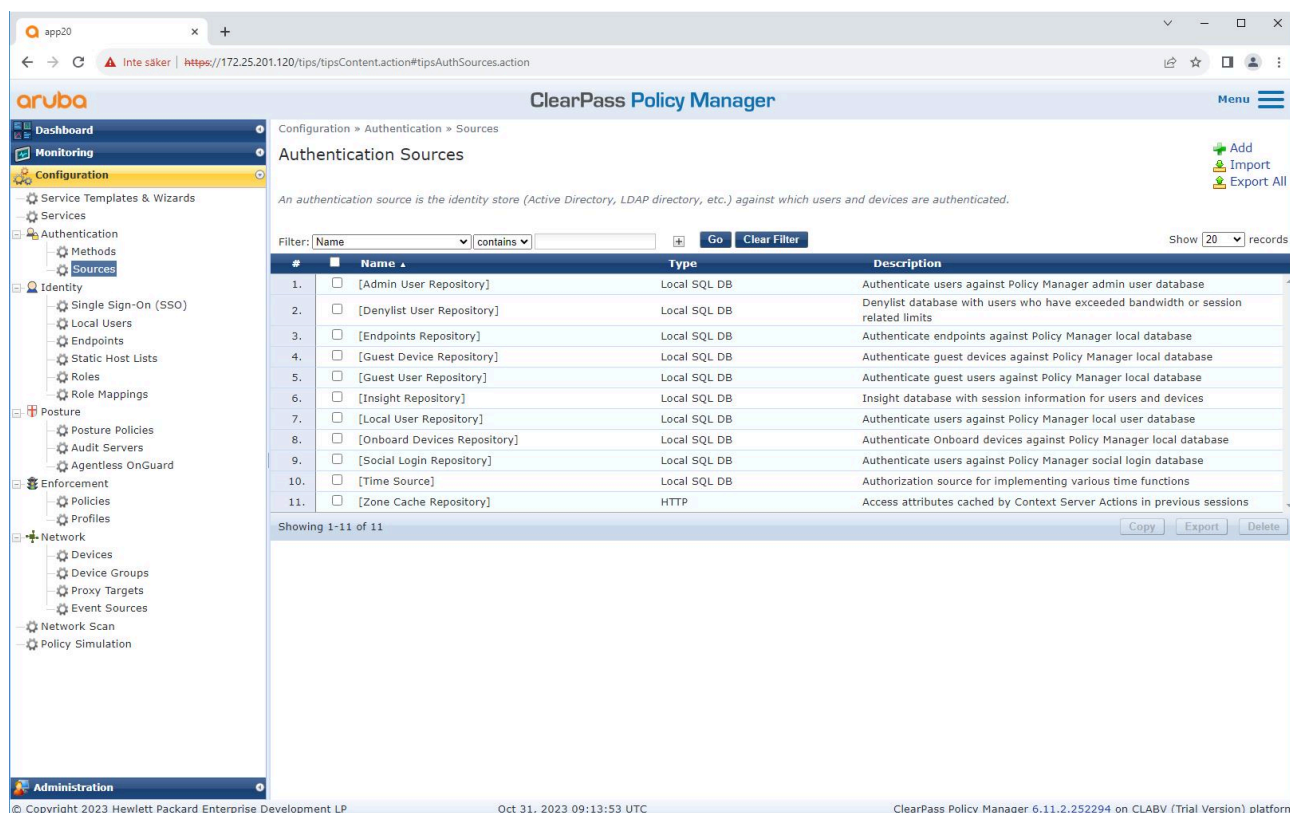 app20
Inte säker | https://172.25.201.120/tips/tipsContent.action#tipsAuthSources.action
aruba
ClearPass Policy Manager
Menu
Dashboard
Monitoring
Configuration
Service Templates & Wizards
Services
Authentication
Methods
Sources
Identity
Single Sign-On (SSO)
Local Users
Endpoints
Static Host Lists
Roles
Role Mappings
Posture
Posture Policies
Audit Servers
Agentless OnGuard
Enforcement
Policies
Profiles
Network
Devices
Device Groups
Proxy Targets
Event Sources
Network Scan
Policy Simulation
Administration
Configuration » Authentication » Sources
Authentication Sources
Add
Import
Export All
An authentication source is the identity store (Active Directory, LDAP directory, etc.) against which users and devices are authenticated.
Filter: Name contains Go Clear Filter Show 20 records
# Name Type Description
1. [Admin User Repository] Local SQL DB Authenticate users against Policy Manager admin user database
2. [Denylist User Repository] Local SQL DB Denylist database with users who have exceeded bandwidth or session
related limits
3. [Endpoints Repository] Local SQL DB Authenticate endpoints against Policy Manager local database
4. [Guest Device Repository] Local SQL DB Authenticate guest devices against Policy Manager local database
5. [Guest User Repository] Local SQL DB Authenticate guest users against Policy Manager local database
6. [Insight Repository] Local SQL DB Insight database with session information for users and devices
7. [Local User Repository] Local SQL DB Authenticate users against Policy Manager local user database
8. [Onboard Devices Repository] Local SQL DB Authenticate Onboard devices against Policy Manager local database
9. [Social Login Repository] Local SQL DB Authenticate users against Policy Manager social login database
10. [Time Source] Local SQL DB Authorization source for implementing various time functions
11. [Zone Cache Repository] HTTP Access attributes cached by Context Server Actions in previous sessions
Showing 1-11 of 11 Copy Export Delete
© Copyright 2023 Hewlett Packard Enterprise Development LP Oct 31, 2023 09:13:53 UTC ClearPass Policy Manager 6.11.2.252294 on CLABV (Trial Version) platform